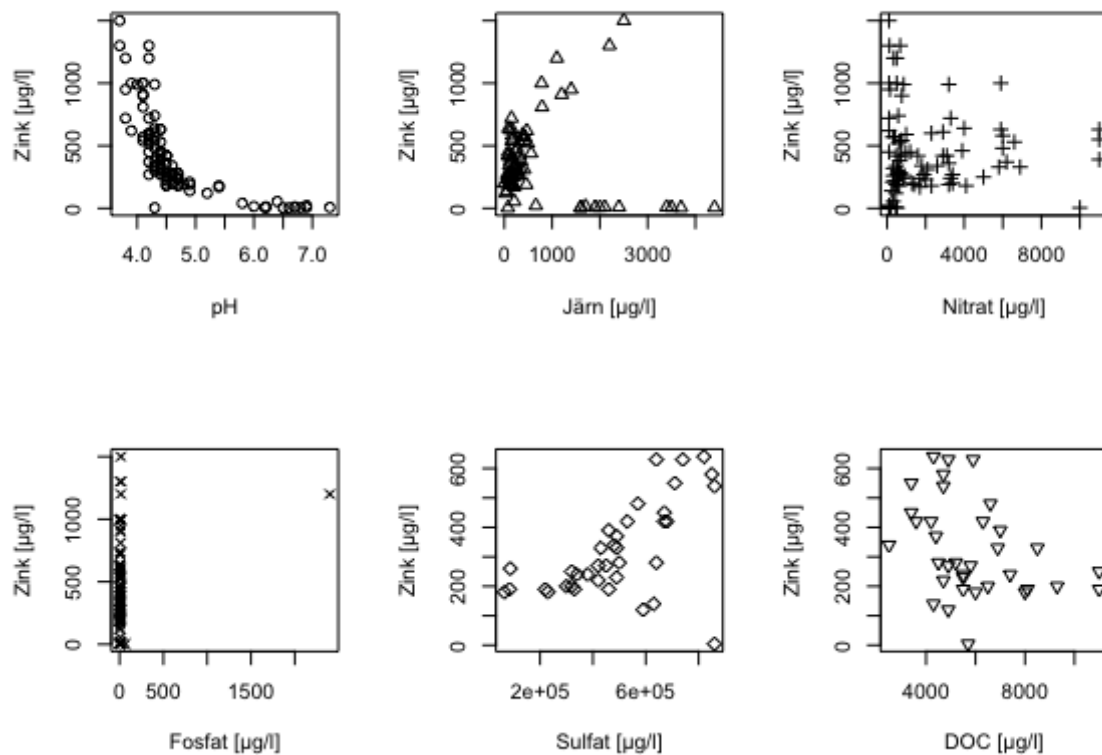 Zink [µg/l]
0 500 1000
4.0 5.0 6.0 7.0
pH
Zink [µg/l]
0 500 1000
0 1000 3000
Järn [µg/l]
Zink [µg/l]
0 500 1000
0 4000 8000
Nitrat [µg/l]
Zink [µg/l]
0 500 1000
0 500 1500
Fosfat [µg/l]
Zink [µg/l]
0 200 400 600
2e+05 6e+05
Sulfat [µg/l]
Zink [µg/l]
0 200 400 600
4000 8000
DOC [µg/l]